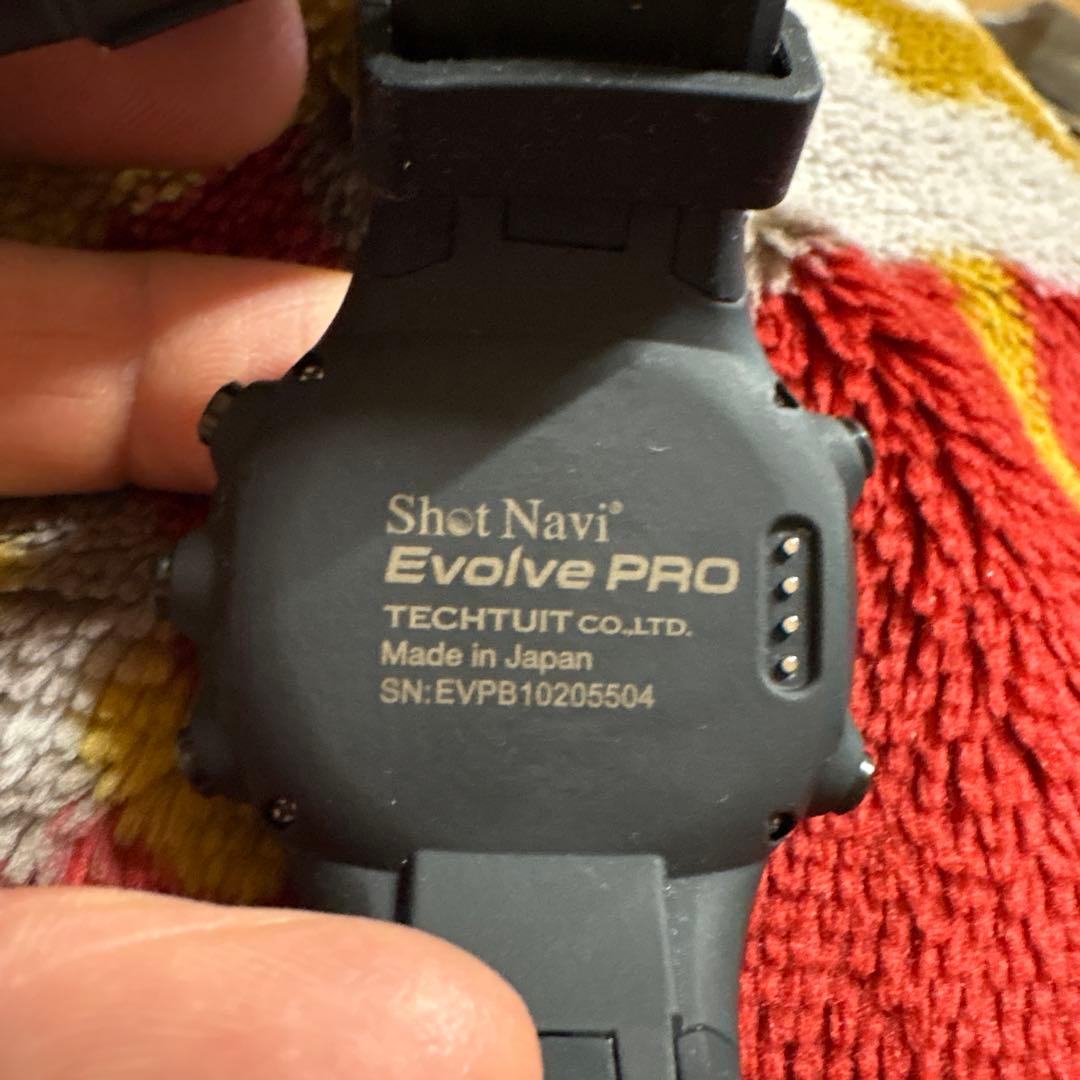 Shot Navi®
Evolve PRO
TECHTUIT CO.,LTD.
Made in Japan
SN:EVPB10205504